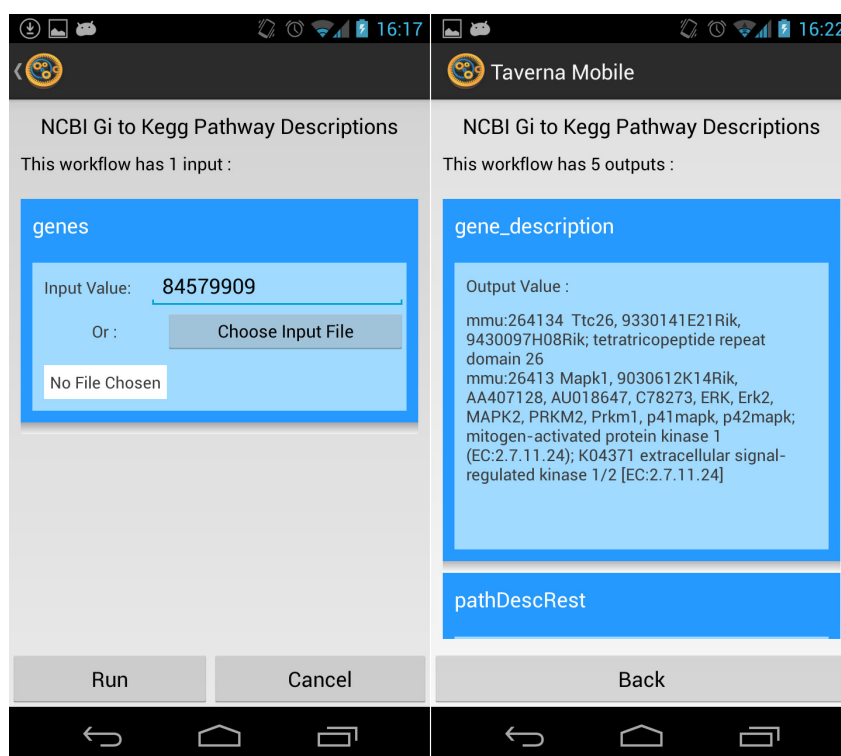 16:17
NCBI Gi to Kegg Pathway Descriptions
This workflow has 1 input :
genes
Input Value:
84579909
Or :
Choose Input File
No File Chosen
Run
Cancel
16:22
Taverna Mobile
NCBI Gi to Kegg Pathway Descriptions
This workflow has 5 outputs :
gene_description
Output Value :
mmu:264134 Ttc26, 9330141E21Rik,
9430097H08Rik; tetratricopeptide repeat
domain 26
mmu:26413 Mapk1, 9030612K14Rik,
AA407128, AU018647, C78273, ERK, Erk2,
MAPK2, PRKM2, Prkm1, p41mapk, p42mapk;
mitogen-activated protein kinase 1
(EC:2.7.11.24); K04371 extracellular signal-
regulated kinase 1/2 [EC:2.7.11.24]
pathDescRest
Back